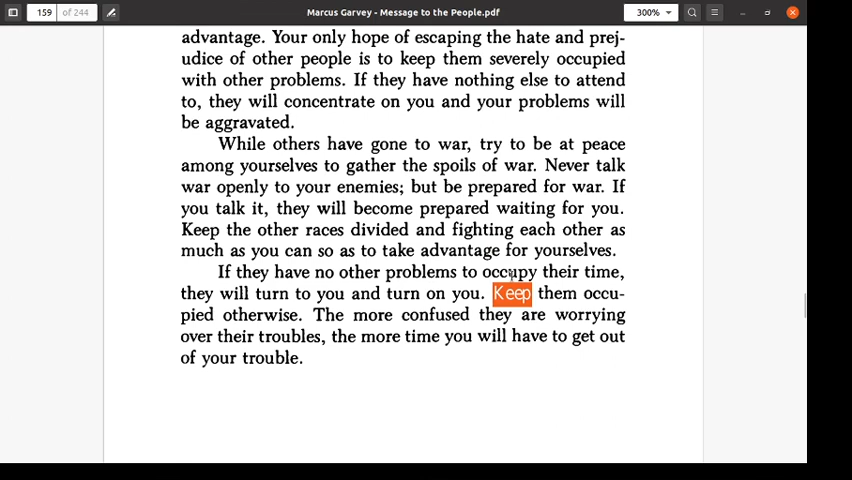 159 of 244
Marcus Garvey - Message to the People.pdf
300%
advantage. Your only hope of escaping the hate and prej-
udice of other people is to keep them severely occupied
with other problems. If they have nothing else to attend
to, they will concentrate on you and your problems will
be aggravated.
While others have gone to war, try to be at peace
among yourselves to gather the spoils of war. Never talk
war openly to your enemies; but be prepared for war. If
you talk it, they will become prepared waiting for you.
Keep the other races divided and fighting each other as
much as you can so as to take advantage for yourselves.
If they have no other problems to occupy their time,
they will turn to you and turn on you. Keep them occu-
pied otherwise. The more confused they are worrying
over their troubles, the more time you will have to get out
of your trouble.